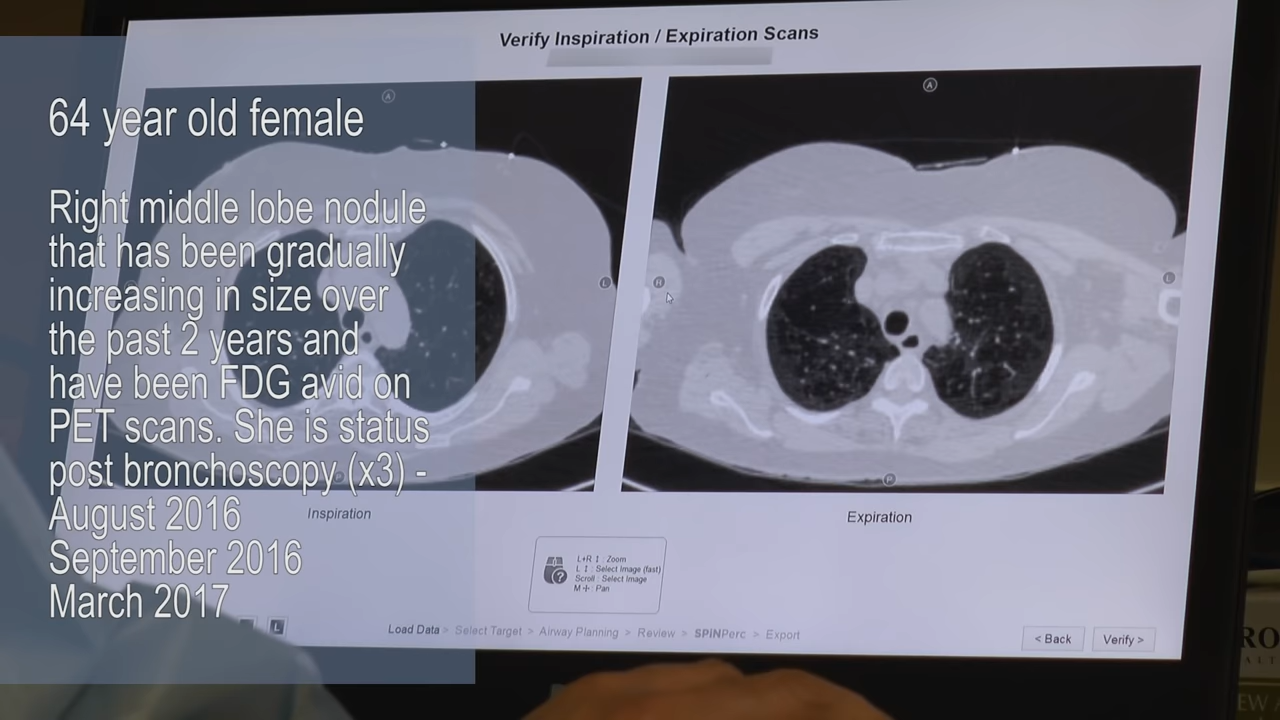 Verify Inspiration / Expiration Scans
64 year old female
Right middle lobe nodule
that has been gradually
increasing in size over
the past 2 years and
have been FDG avid on
PET scans. She is status
post bronchoscopy (x3) -
August 2016
September 2016
March 2017
A
L
A
R
L
P
Inspiration
Expiration
L+R ↕ : Zoom
L ↕ : Select Image (fast)
Scroll : Select Image
M ✢ : Pan
L
Load Data > Select Target > Airway Planning > Review > SPiNPerc > Export
< Back
Verify >